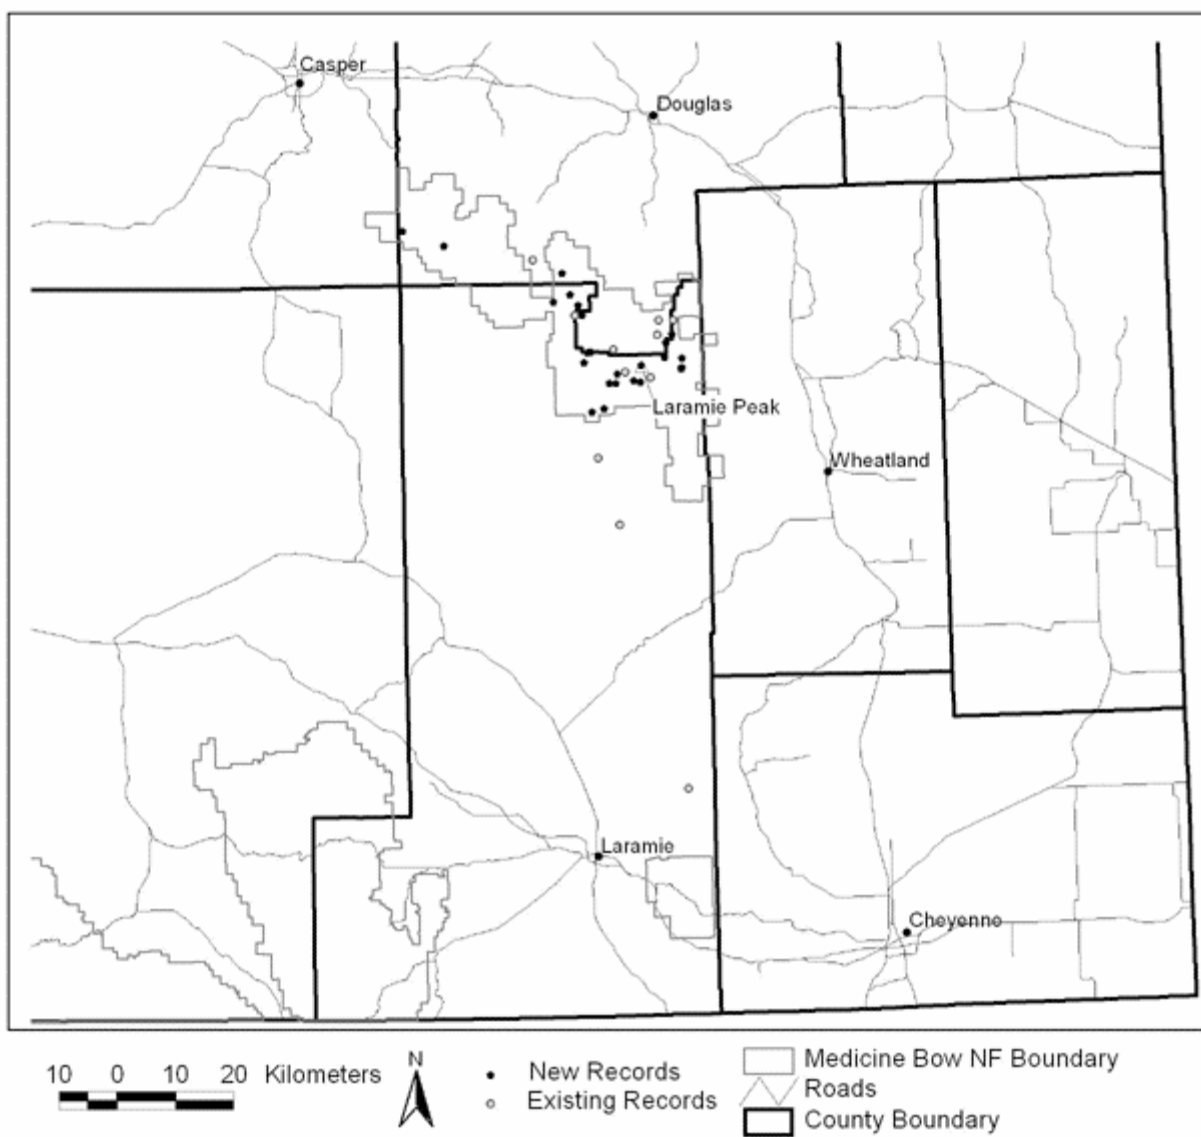 Casper
Douglas
Laramie Peak
Wheatland
Laramie
Cheyenne
10 0 10 20 Kilometers
N
New Records
Existing Records
Medicine Bow NF Boundary
Roads
County Boundary